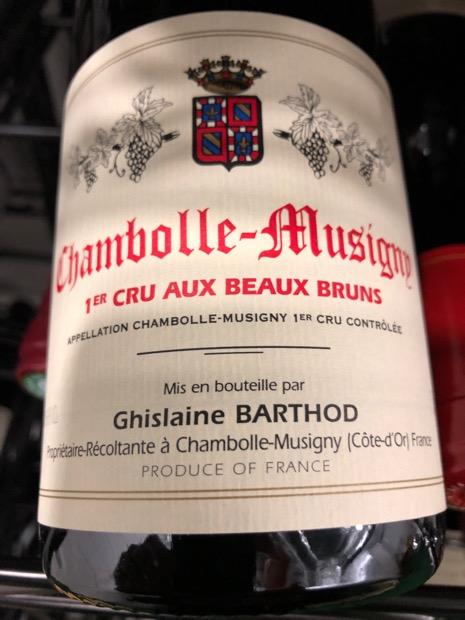 Chambolle-Musigny
1ER CRU AUX BEAUX BRUNS
APPELLATION CHAMBOLLE-MUSIGNY 1ER CRU CONTRÔLÉE
Mis en bouteille par
Ghislaine BARTHOD
Propriétaire-Récoltante à Chambolle-Musigny (Côte-d'Or) France
PRODUCE OF FRANCE